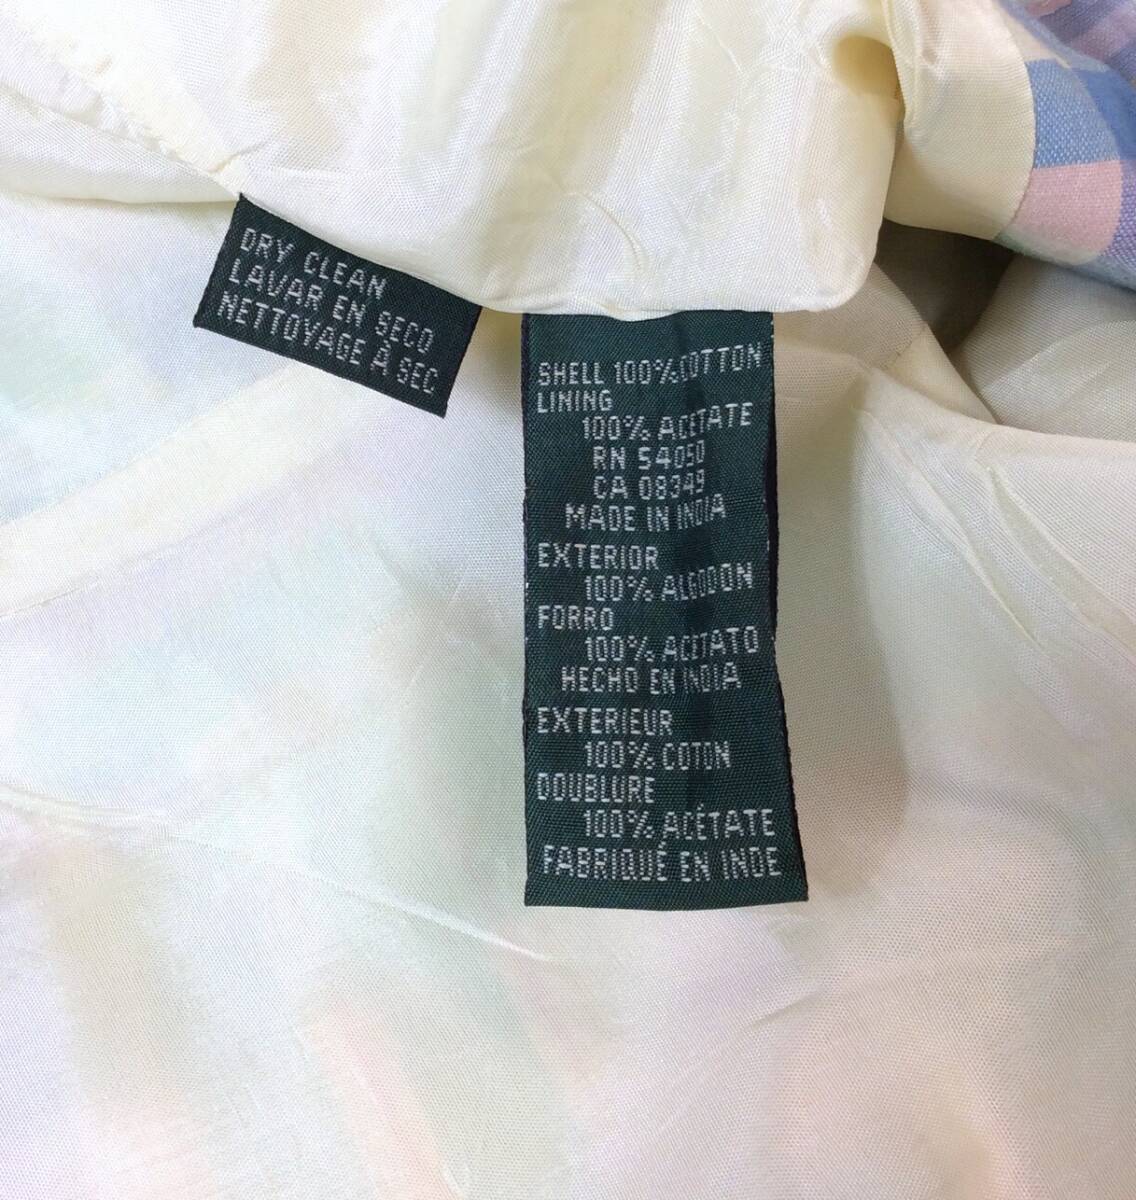 DRY CLEAN
LAVAR EN SECO
NETTOYAGE À SEC
SHELL 100% COTTON
LINING
100% ACETATE
RN 54050
CA 08349
MADE IN INDIA
EXTERIOR
100% ALGODON
FORRO
100% ACETATO
HECHO EN INDIA
EXTERIEUR
100% COTON
DOUBLURE
100% ACÉTATE
FABRIQUÉ EN INDE